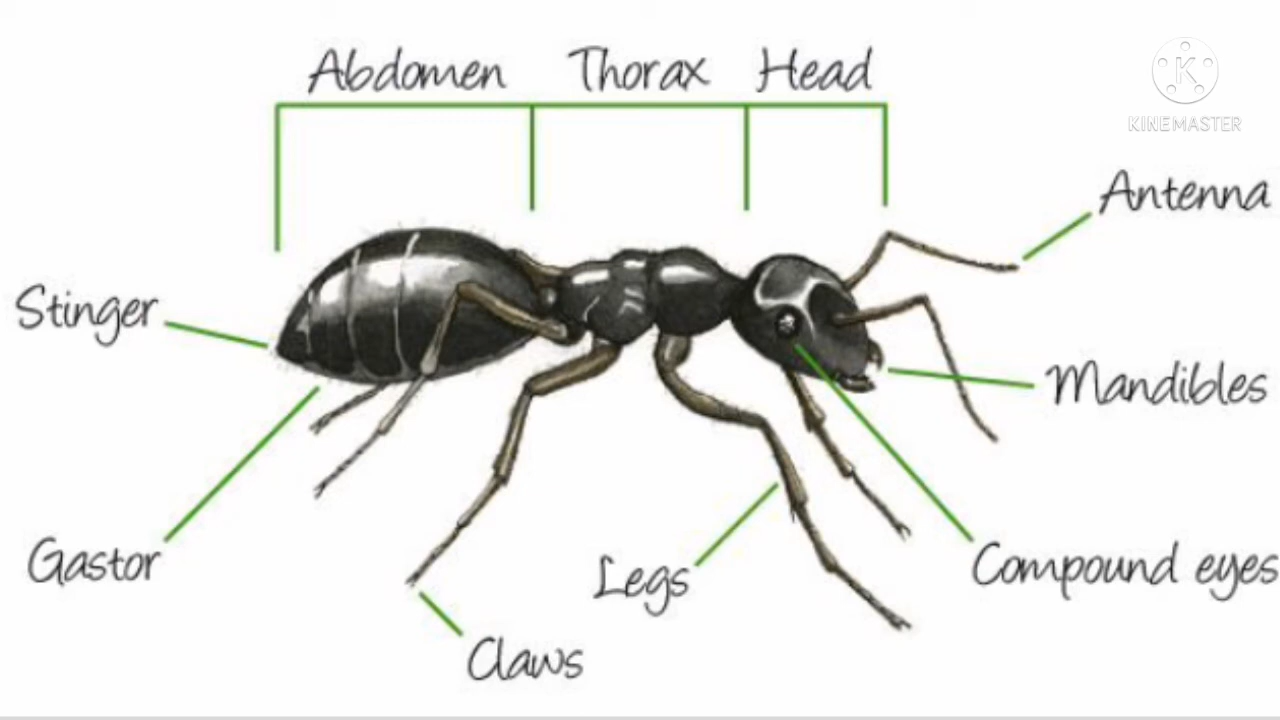 Abdomen Thorax Head
KINEMASTER
Antenna
Stinger
Mandibles
Gastor
Legs
Compound eyes
Claws